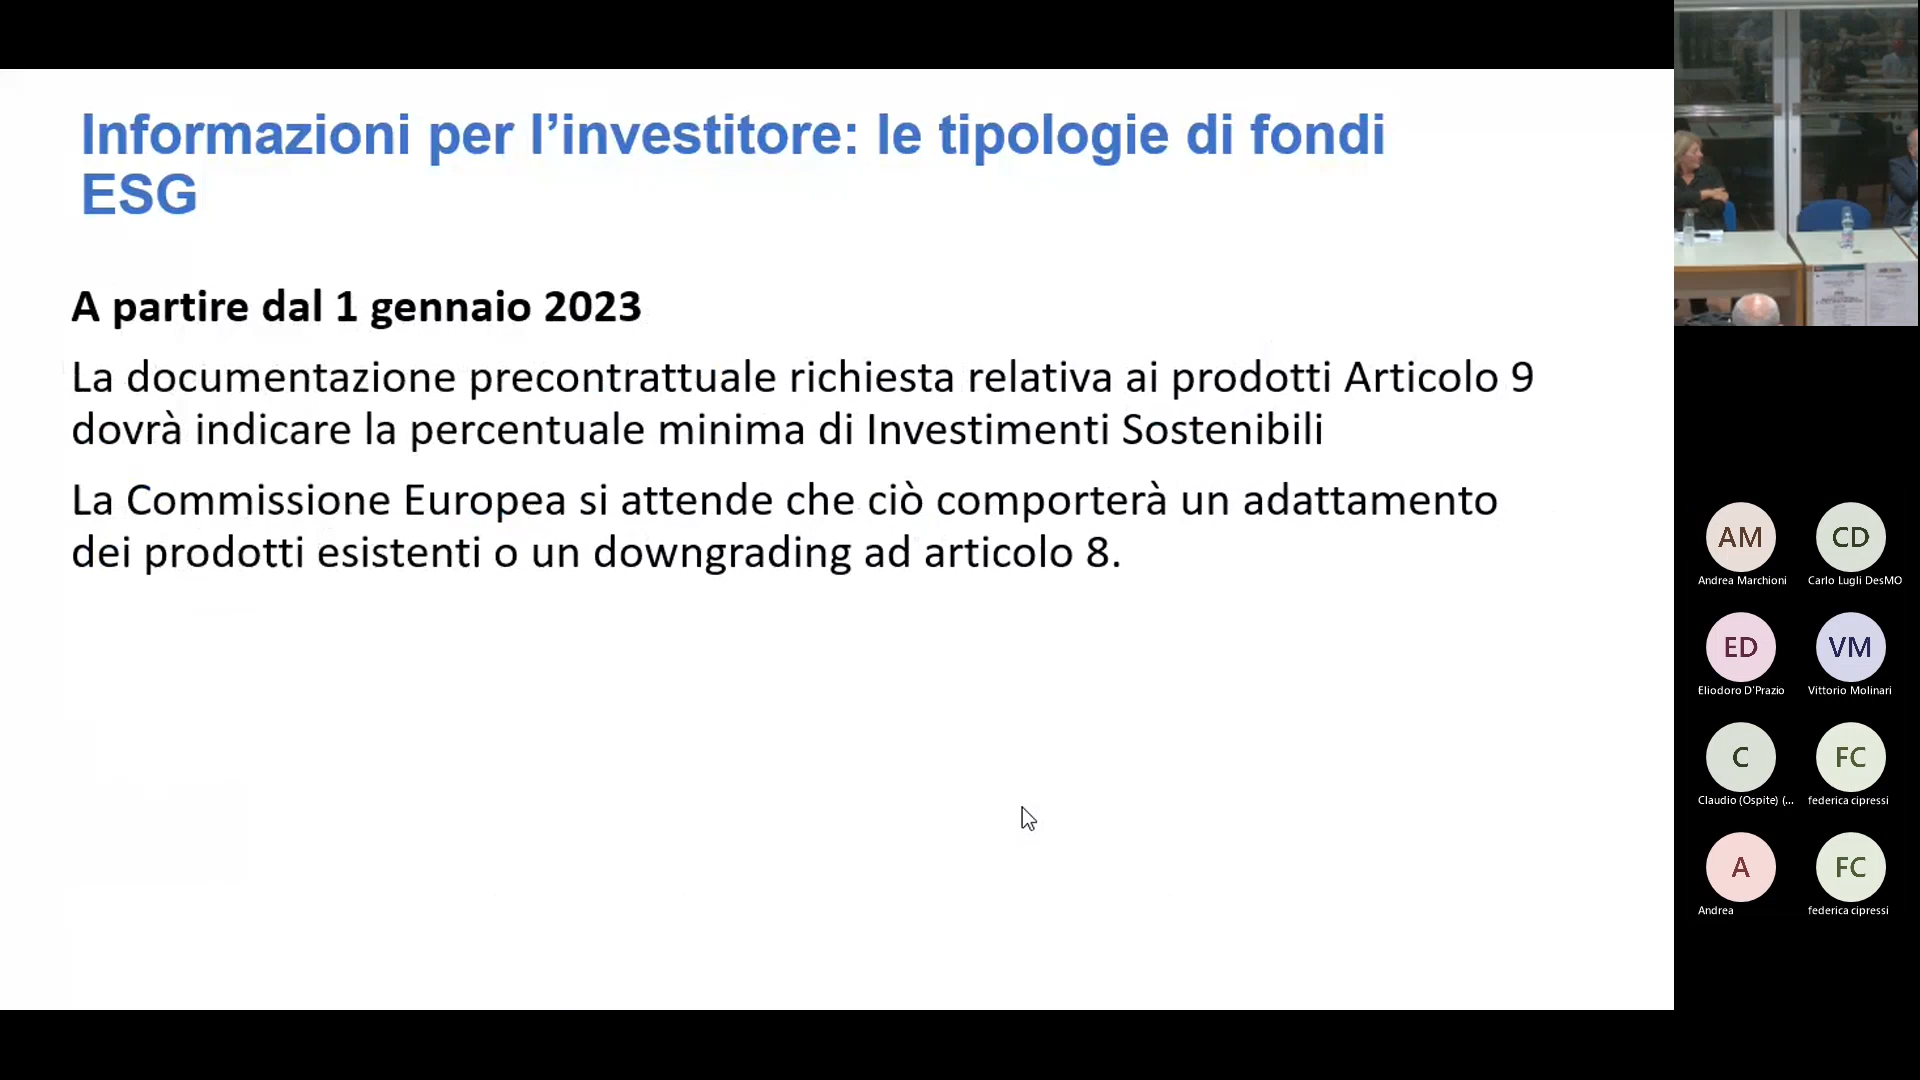 Informazioni per l’investitore: le tipologie di fondi
ESG
A partire dal 1 gennaio 2023
La documentazione precontrattuale richiesta relativa ai prodotti Articolo 9
dovrà indicare la percentuale minima di Investimenti Sostenibili
La Commissione Europea si attende che ciò comporterà un adattamento
dei prodotti esistenti o un downgrading ad articolo 8.
AM
CD
Andrea Marchioni
Carlo Lugli DesMO
ED
VM
Eliodoro D'Prazio
Vittorio Molinari
C
FC
Claudio (Ospite) (...
federica cipressi
A
FC
Andrea
federica cipressi